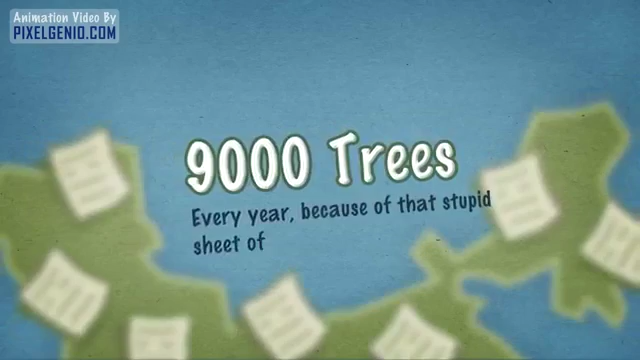 Animation Video By
PIXELGENIO.COM
9000 Trees
Every year, because of that stupid
sheet of